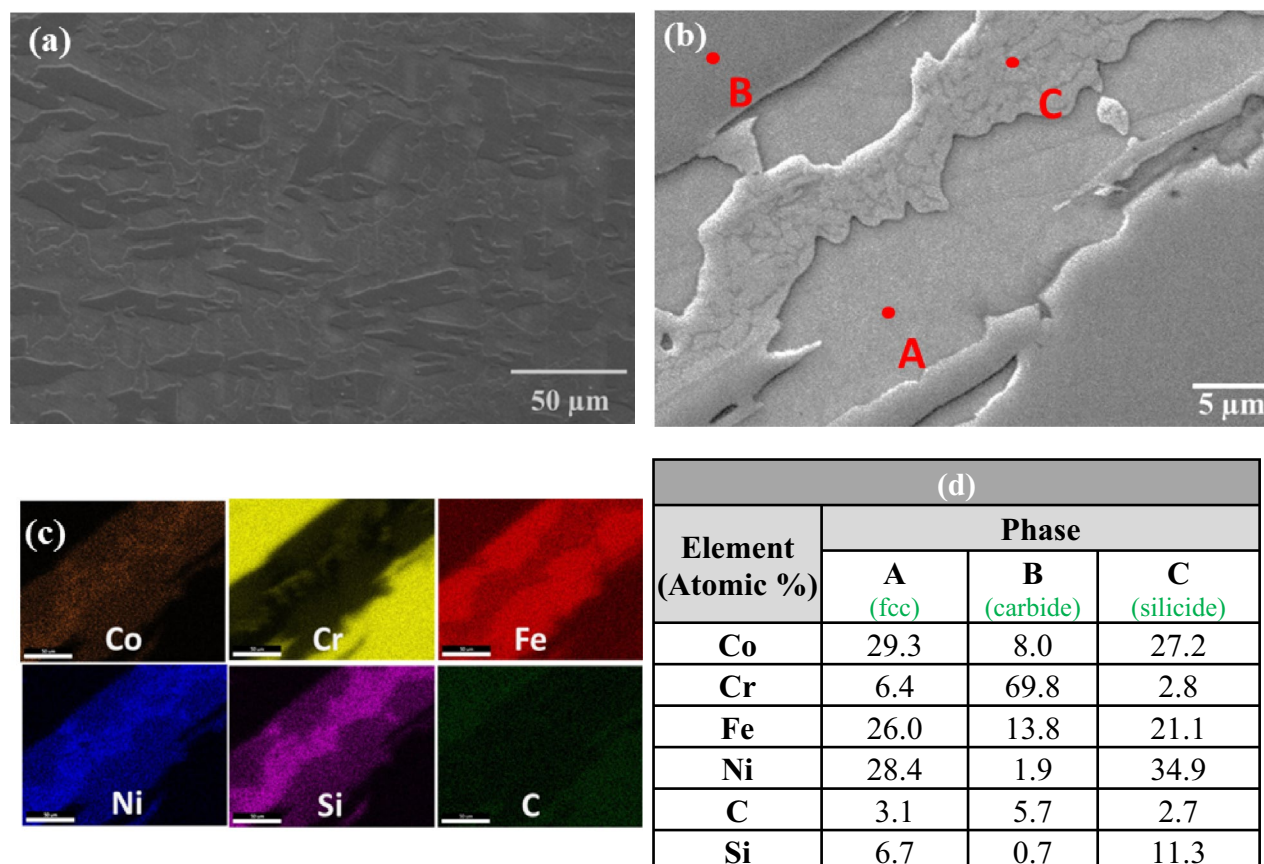 (a)
50 µm
(b)
B
C
A
5 µm
(c)
Co
Cr
Fe
Ni
Si
C
(d)
Element
(Atomic %)
Phase
A
(fcc)
B
(carbide)
C
(silicide)
Co 29.3 8.0 27.2
Cr 6.4 69.8 2.8
Fe 26.0 13.8 21.1
Ni 28.4 1.9 34.9
C 3.1 5.7 2.7
Si 6.7 0.7 11.3